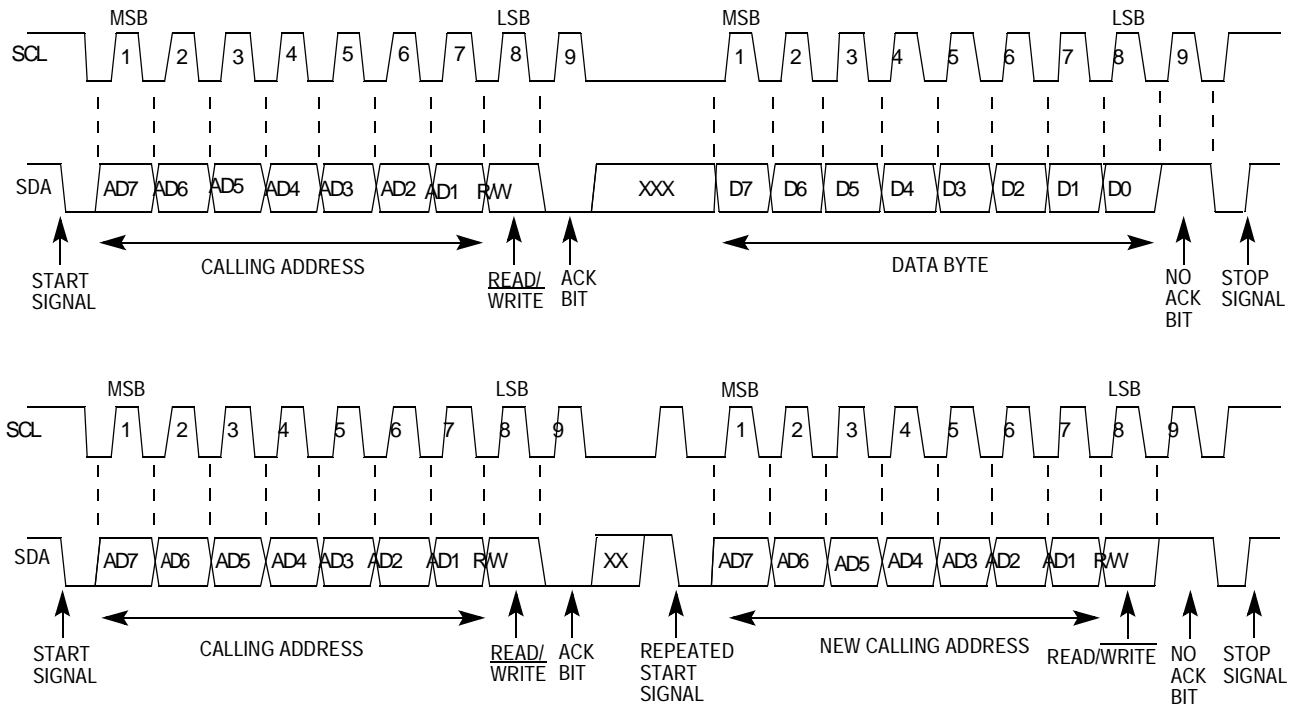 MSB LSB MSB LSB
SCL 1 2 3 4 5 6 7 8 9 1 2 3 4 5 6 7 8 9
SDA AD7 AD6 AD5 AD4 AD3 AD2 AD1 R/W XXX D7 D6 D5 D4 D3 D2 D1 D0
START
SIGNAL
CALLING ADDRESS
READ/
WRITE
ACK
BIT
DATA BYTE
NO
ACK
BIT
STOP
SIGNAL
MSB LSB MSB LSB
SCL 1 2 3 4 5 6 7 8 9 1 2 3 4 5 6 7 8 9
SDA AD7 AD6 AD5 AD4 AD3 AD2 AD1 R/W XX AD7 AD6 AD5 AD4 AD3 AD2 AD1 R/W
START
SIGNAL
CALLING ADDRESS
READ/
WRITE
ACK
BIT
REPEATED
START
SIGNAL
NEW CALLING ADDRESS
READ/WRITE
NO
ACK
BIT
STOP
SIGNAL